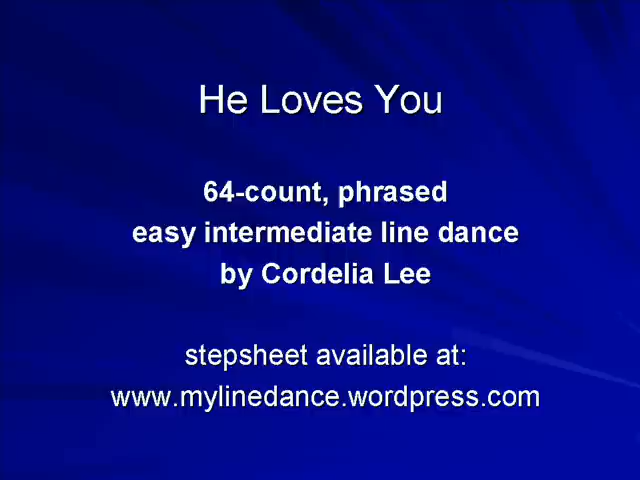 He Loves You
64-count, phrased
easy intermediate line dance
by Cordelia Lee
stepsheet available at:
www.mylinedance.wordpress.com